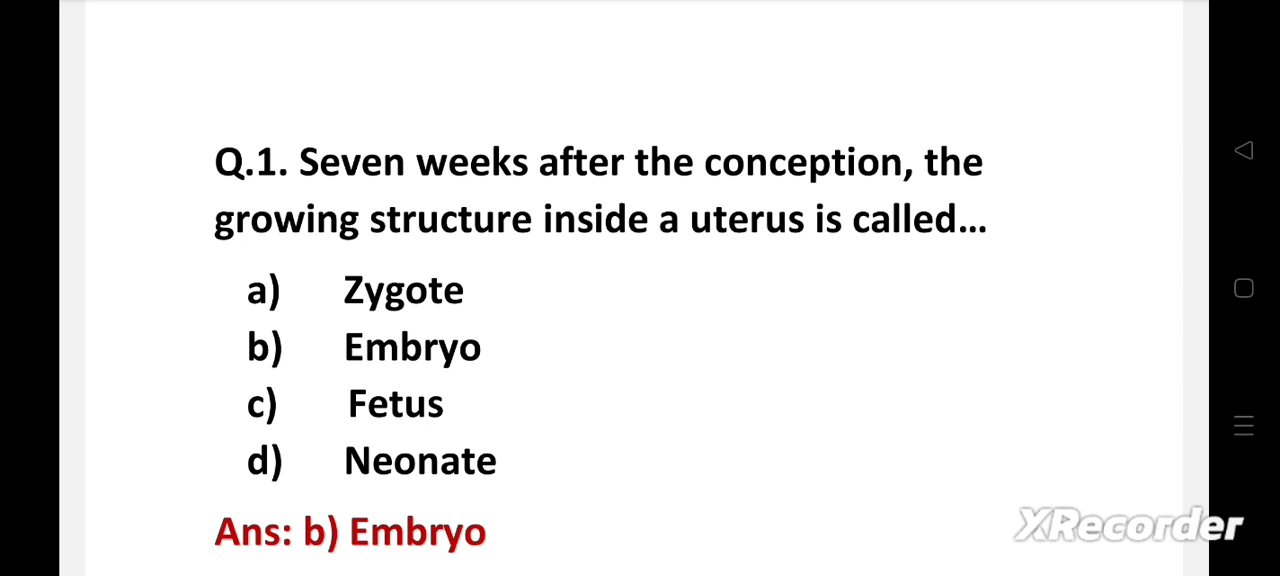 Q.1. Seven weeks after the conception, the
growing structure inside a uterus is called...
a) Zygote
b) Embryo
c) Fetus
d) Neonate
Ans: b) Embryo
XRecorder